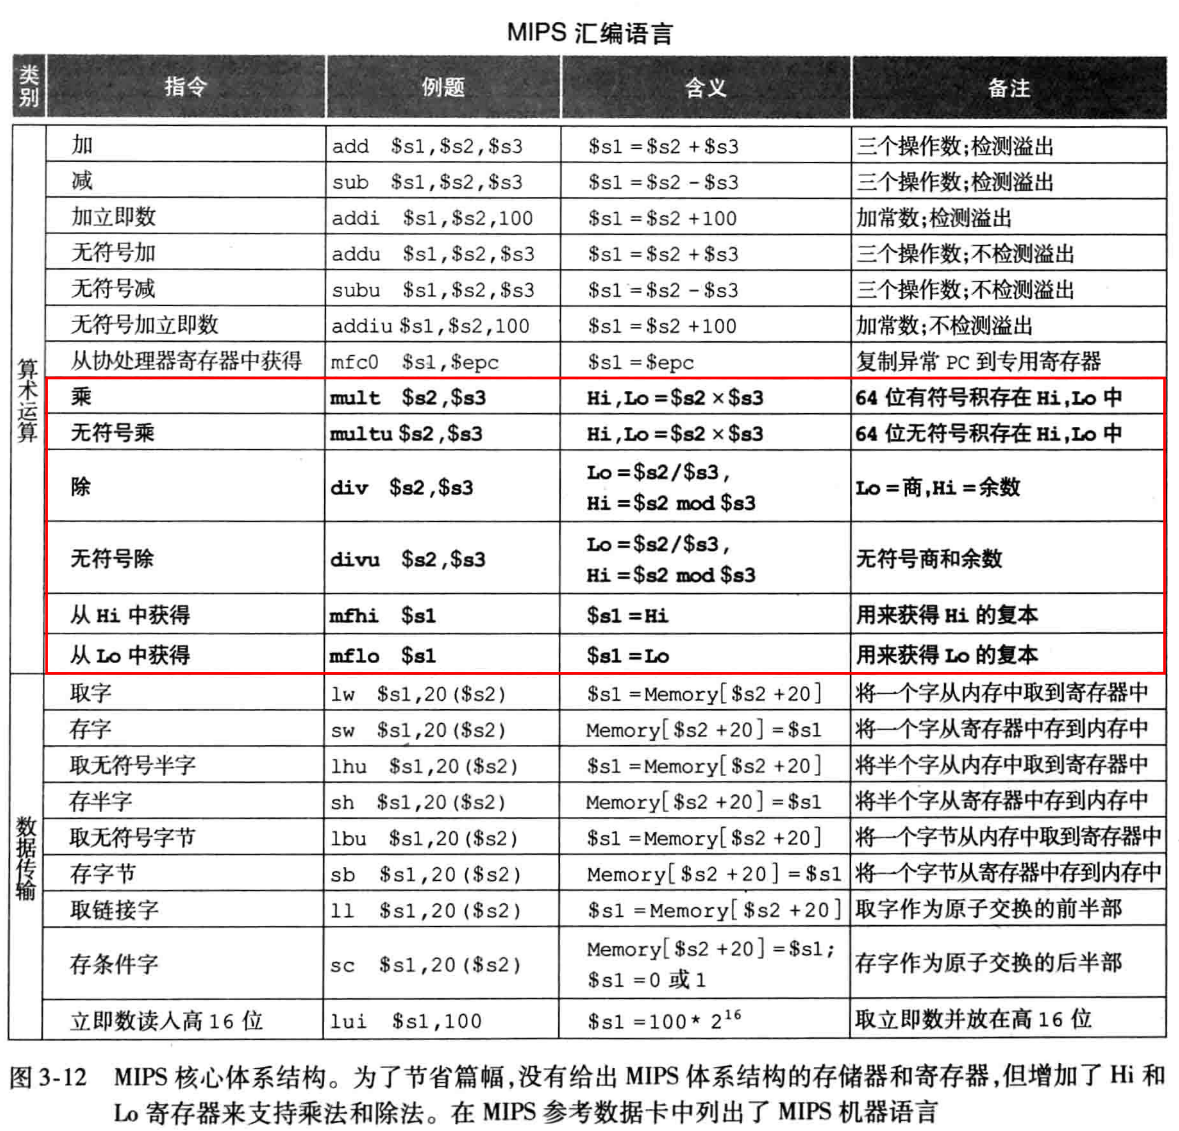 MIPS 汇编语言
类别 指令 例题 含义 备注
算术运算
加 add $s1,$s2,$s3 $s1=$s2+$s3 三个操作数;检测溢出
减 sub $s1,$s2,$s3 $s1=$s2-$s3 三个操作数;检测溢出
加立即数 addi $s1,$s2,100 $s1=$s2+100 加常数;检测溢出
无符号加 addu $s1,$s2,$s3 $s1=$s2+$s3 三个操作数;不检测溢出
无符号减 subu $s1,$s2,$s3 $s1=$s2-$s3 三个操作数;不检测溢出
无符号加立即数 addiu $s1,$s2,100 $s1=$s2+100 加常数;不检测溢出
从协处理器寄存器中获得 mfc0 $s1,$epc $s1=$epc 复制异常 PC 到专用寄存器
乘 mult $s2,$s3 Hi,Lo=$s2×$s3 64 位有符号积存在 Hi,Lo 中
无符号乘 multu $s2,$s3 Hi,Lo=$s2×$s3 64 位无符号积存在 Hi,Lo 中
除 div $s2,$s3 Lo=$s2/$s3, Lo=商,Hi=余数
Hi=$s2 mod $s3
无符号除 divu $s2,$s3 Lo=$s2/$s3, 无符号商和余数
Hi=$s2 mod $s3
从 Hi 中获得 mfhi $s1 $s1=Hi 用来获得 Hi 的复本
从 Lo 中获得 mflo $s1 $s1=Lo 用来获得 Lo 的复本
数据传输
取字 lw $s1,20($s2) $s1=Memory[$s2+20] 将一个字从内存中取到寄存器中
存字 sw $s1,20($s2) Memory[$s2+20]=$s1 将一个字从寄存器中存到内存中
取无符号半字 lhu $s1,20($s2) $s1=Memory[$s2+20] 将半个字从内存中取到寄存器中
存半字 sh $s1,20($s2) Memory[$s2+20]=$s1 将半个字从寄存器中存到内存中
取无符号字节 lbu $s1,20($s2) $s1=Memory[$s2+20] 将一个字节从内存中取到寄存器中
存字节 sb $s1,20($s2) Memory[$s2+20]=$s1 将一个字节从寄存器中存到内存中
取链接字 ll $s1,20($s2) $s1=Memory[$s2+20] 取字作为原子交换的前半部
存条件字 sc $s1,20($s2) Memory[$s2+20]=$s1; 存字作为原子交换的后半部
$s1=0 或 1
立即数读入高 16 位 lui $s1,100 $s1=100* 2^16 取立即数并放在高 16 位
图 3-12 MIPS 核心体系结构。为了节省篇幅,没有给出 MIPS 体系结构的存储器和寄存器,但增加了 Hi 和
Lo 寄存器来支持乘法和除法。在 MIPS 参考数据卡中列出了 MIPS 机器语言